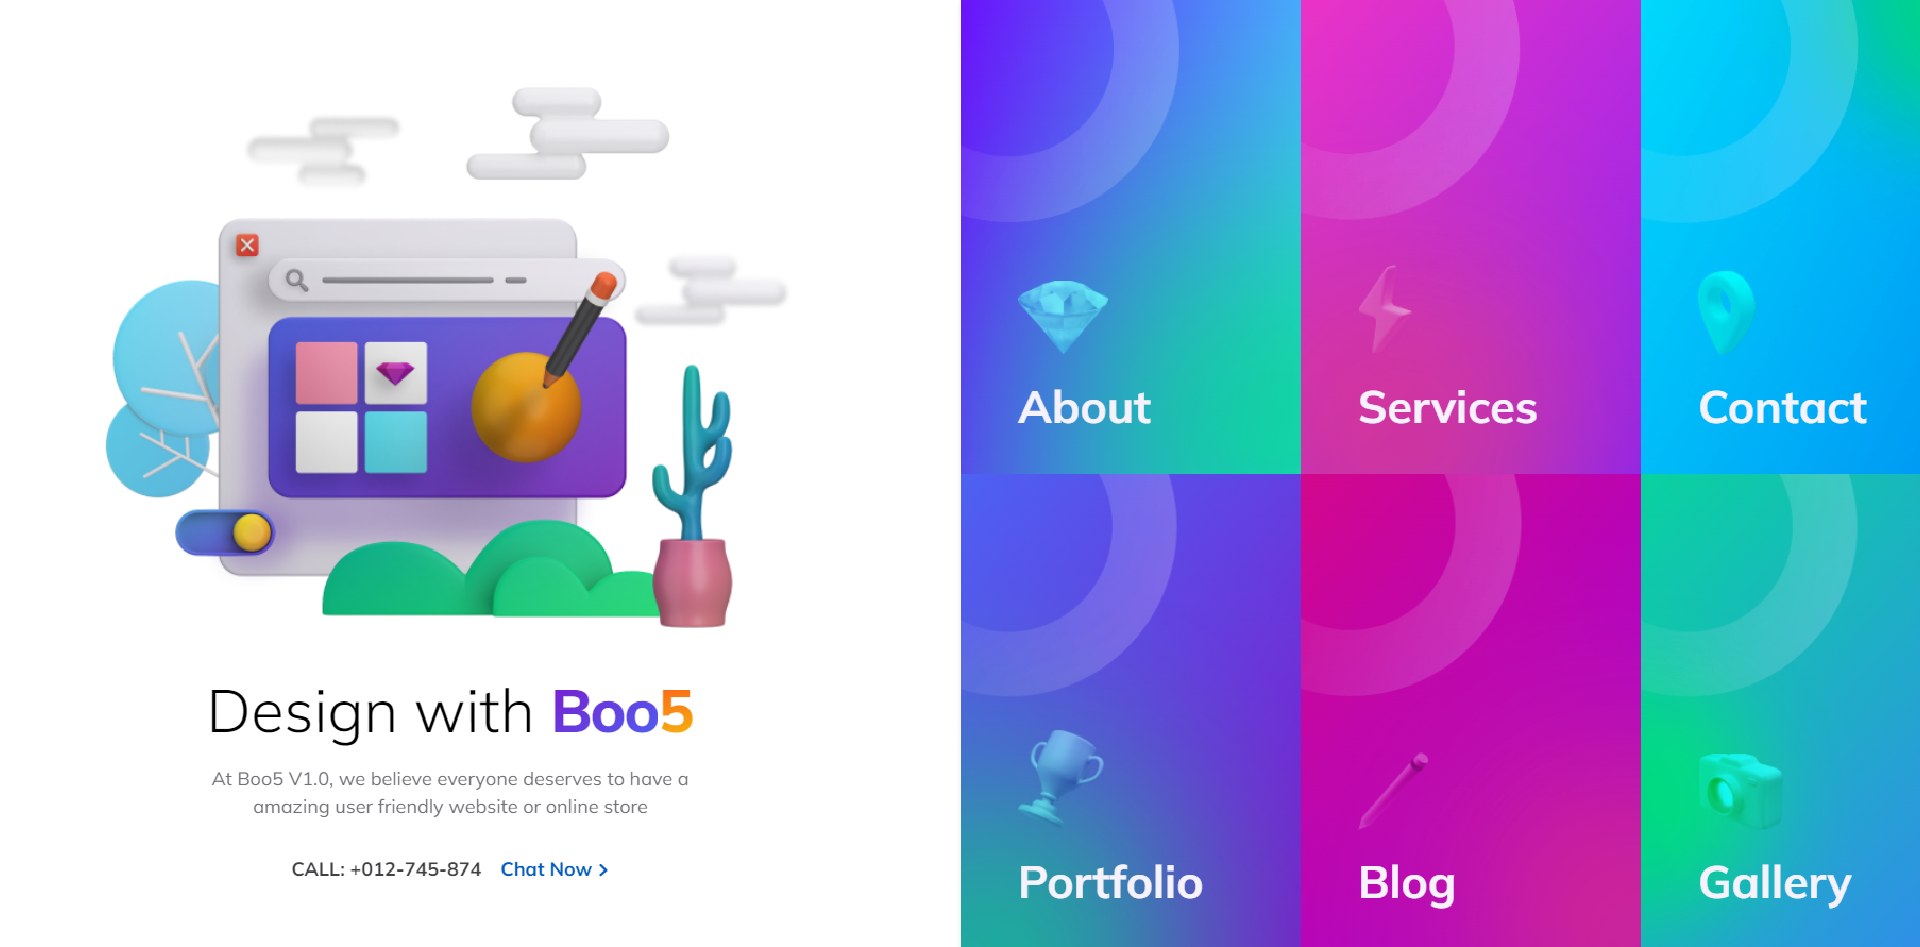 Design with Boo5
At Boo5 V1.0, we believe everyone deserves to have a
amazing user friendly website or online store
CALL: +012-745-874 Chat Now
About
Services
Contact
Portfolio
Blog
Gallery